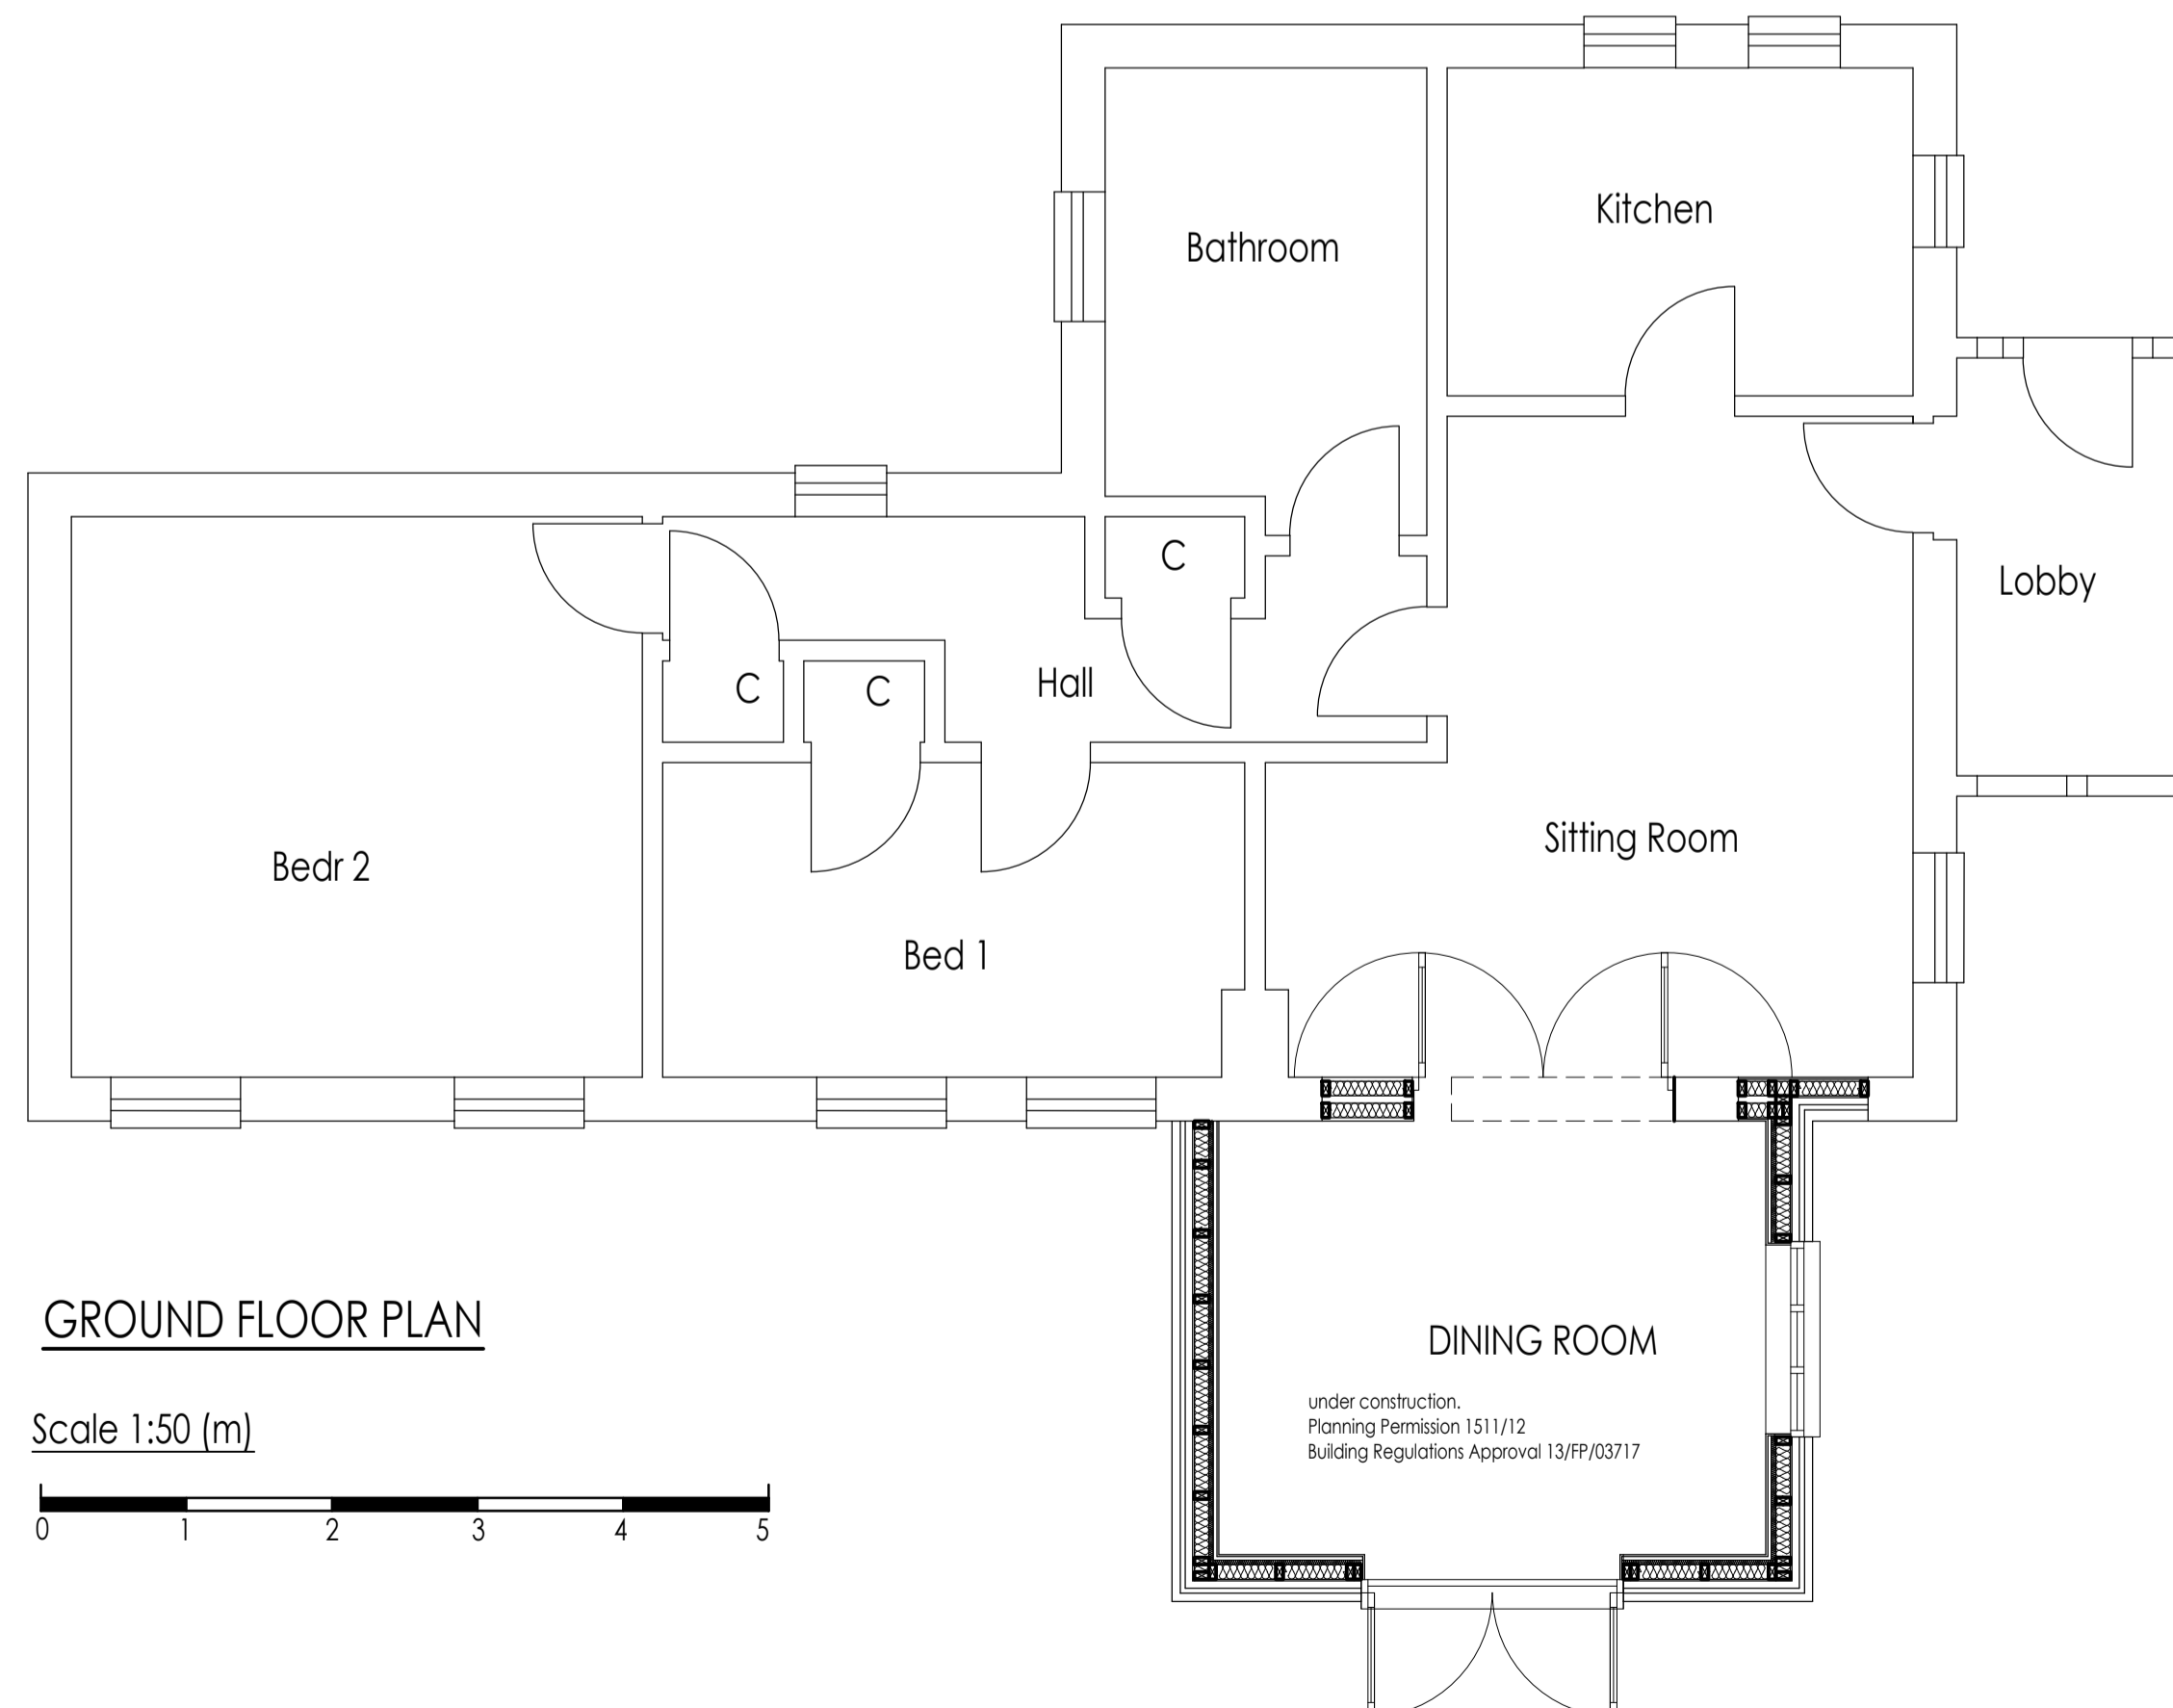 Kitchen
Bathroom
C
Lobby
Hall
C
C
Sitting Room
Bedr 2
Bed 1
GROUND FLOOR PLAN
DINING ROOM
under construction.
Planning Permission 1511/12
Building Regulations Approval 13/FP/03717
Scale 1:50 (m)
0 1 2 3 4 5